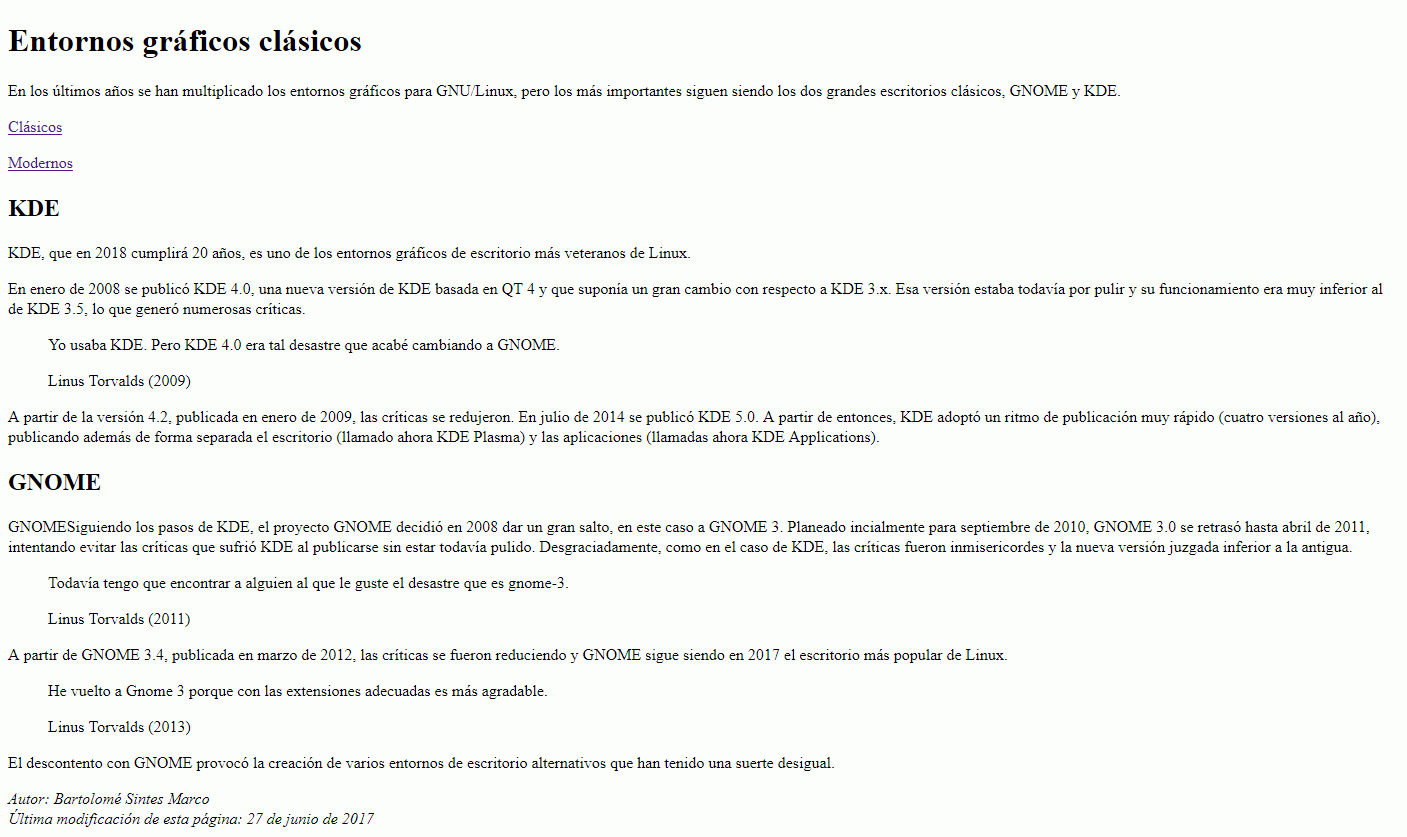 Entornos gráficos clásicos
En los últimos años se han multiplicado los entornos gráficos para GNU/Linux, pero los más importantes siguen siendo los dos grandes escritorios clásicos, GNOME y KDE.
Clásicos
Modernos
KDE
KDE, que en 2018 cumplirá 20 años, es uno de los entornos gráficos de escritorio más veteranos de Linux.
En enero de 2008 se publicó KDE 4.0, una nueva versión de KDE basada en QT 4 y que suponía un gran cambio con respecto a KDE 3.x. Esa versión estaba todavía por pulir y su funcionamiento era muy inferior al
de KDE 3.5, lo que generó numerosas críticas.
Yo usaba KDE. Pero KDE 4.0 era tal desastre que acabé cambiando a GNOME.
Linus Torvalds (2009)
A partir de la versión 4.2, publicada en enero de 2009, las críticas se redujeron. En julio de 2014 se publicó KDE 5.0. A partir de entonces, KDE adoptó un ritmo de publicación muy rápido (cuatro versiones al año),
publicando además de forma separada el escritorio (llamado ahora KDE Plasma) y las aplicaciones (llamadas ahora KDE Applications).
GNOME
GNOMESiguiendo los pasos de KDE, el proyecto GNOME decidió en 2008 dar un gran salto, en este caso a GNOME 3. Planeado incialmente para septiembre de 2010, GNOME 3.0 se retrasó hasta abril de 2011,
intentando evitar las críticas que sufrió KDE al publicarse sin estar todavía pulido. Desgraciadamente, como en el caso de KDE, las críticas fueron inmisericordes y la nueva versión juzgada inferior a la antigua.
Todavía tengo que encontrar a alguien al que le guste el desastre que es gnome-3.
Linus Torvalds (2011)
A partir de GNOME 3.4, publicada en marzo de 2012, las críticas se fueron reduciendo y GNOME sigue siendo en 2017 el escritorio más popular de Linux.
He vuelto a Gnome 3 porque con las extensiones adecuadas es más agradable.
Linus Torvalds (2013)
El descontento con GNOME provocó la creación de varios entornos de escritorio alternativos que han tenido una suerte desigual.
Autor: Bartolomé Sintes Marco
Última modificación de esta página: 27 de junio de 2017